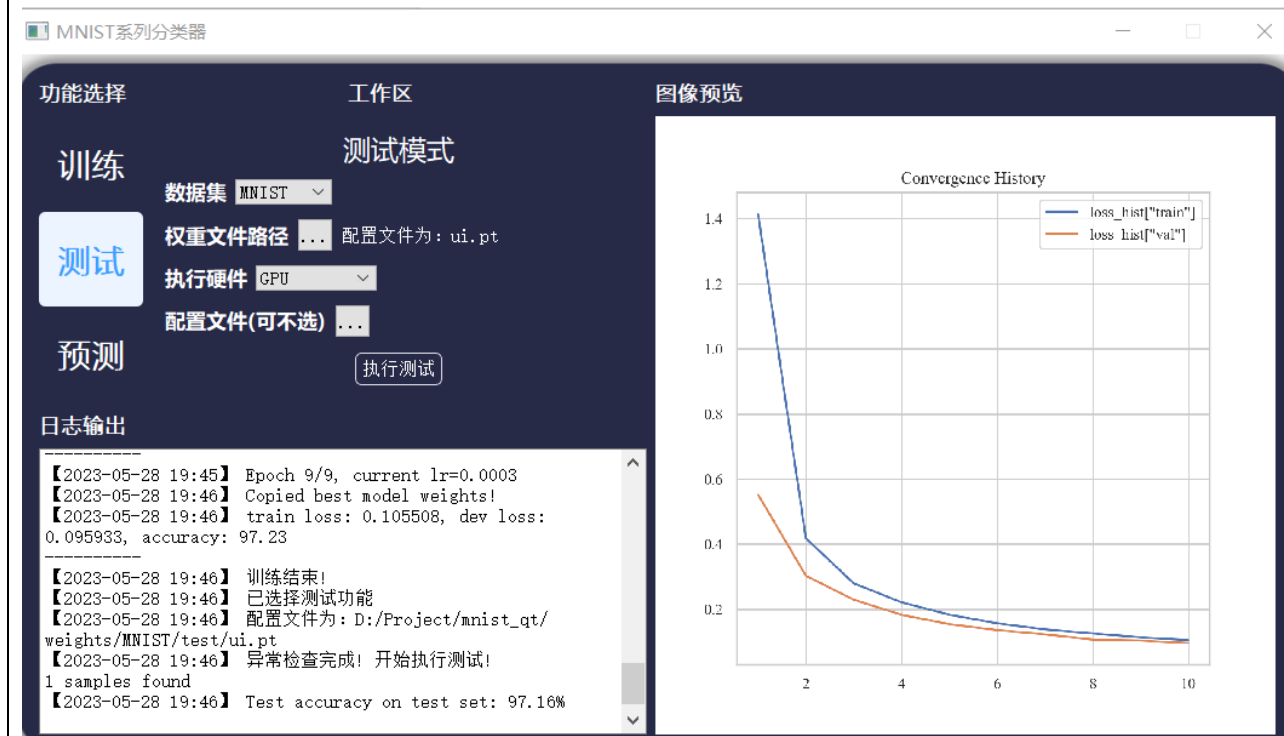 MNIST系列分类器
功能选择
工作区
图像预览
训练
测试
预测
测试模式
数据集 MNIST
权重文件路径 ... 配置文件为：ui.pt
执行硬件 GPU
配置文件(可不选) ...
执行测试
日志输出
----------
【2023-05-28 19:45】 Epoch 9/9, current lr=0.0003
【2023-05-28 19:46】 Copied best model weights!
【2023-05-28 19:46】 train loss: 0.105508, dev loss:
0.095933, accuracy: 97.23
----------
【2023-05-28 19:46】 训练结束!
【2023-05-28 19:46】 已选择测试功能
【2023-05-28 19:46】 配置文件为：D:/Project/mnist_qt/
weights/MNIST/test/ui.pt
【2023-05-28 19:46】 异常检查完成! 开始执行测试!
1 samples found
【2023-05-28 19:46】 Test accuracy on test set: 97.16%
Convergence History
loss_hist["train"]
loss_hist["val"]
1.4
1.2
1.0
0.8
0.6
0.4
0.2
2 4 6 8 10